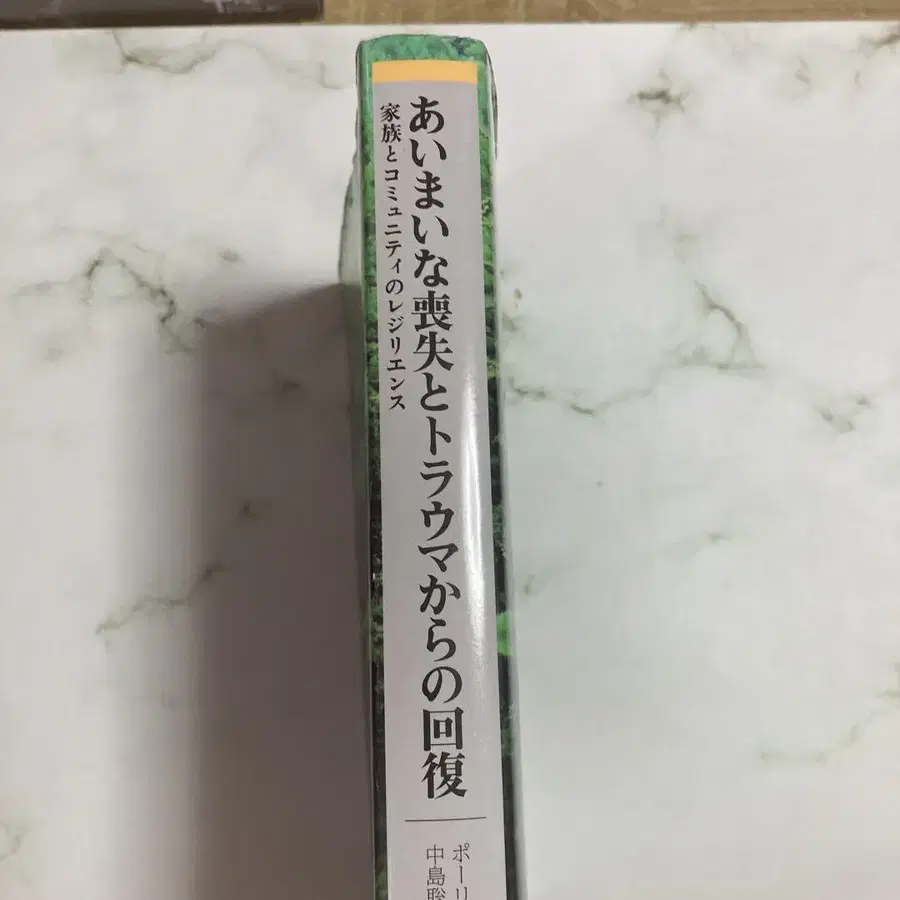 あいまいな喪失とトラウマからの回復
家族とコミュニティのレジリエンス
ポーリ
中島聡